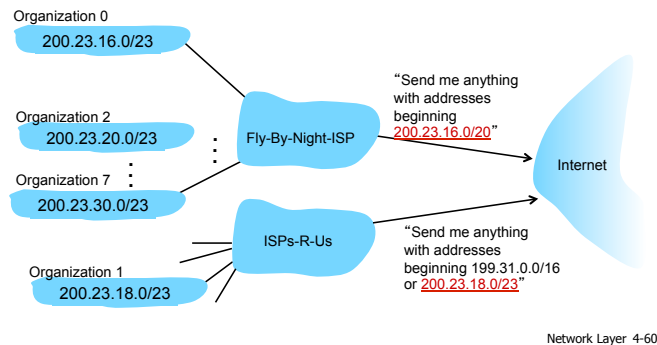 Organization 0
200.23.16.0/23
Organization 2
200.23.20.0/23
Organization 7
200.23.30.0/23
Organization 1
200.23.18.0/23
Fly-By-Night-ISP
ISPs-R-Us
“Send me anything
with addresses
beginning
200.23.16.0/20”
“Send me anything
with addresses
beginning 199.31.0.0/16
or 200.23.18.0/23”
Internet
Network Layer 4-60